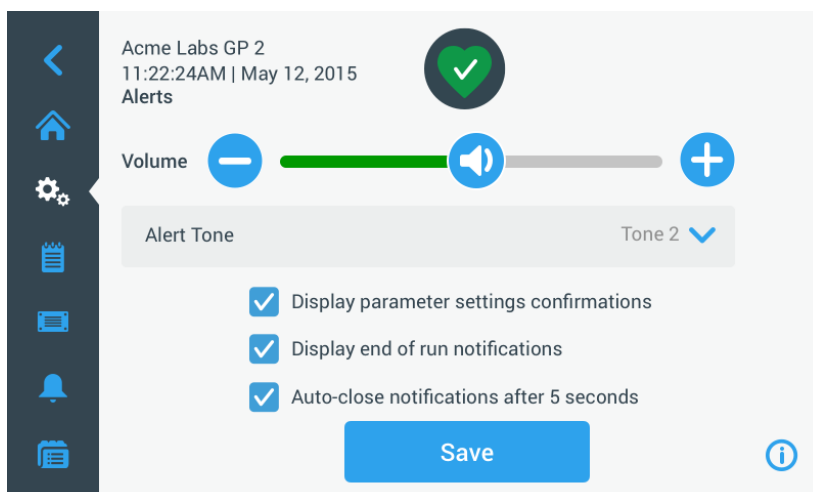 Acme Labs GP 2
11:22:24AM | May 12, 2015
Alerts
Volume
Alert Tone Tone 2
Display parameter settings confirmations
Display end of run notifications
Auto-close notifications after 5 seconds
Save